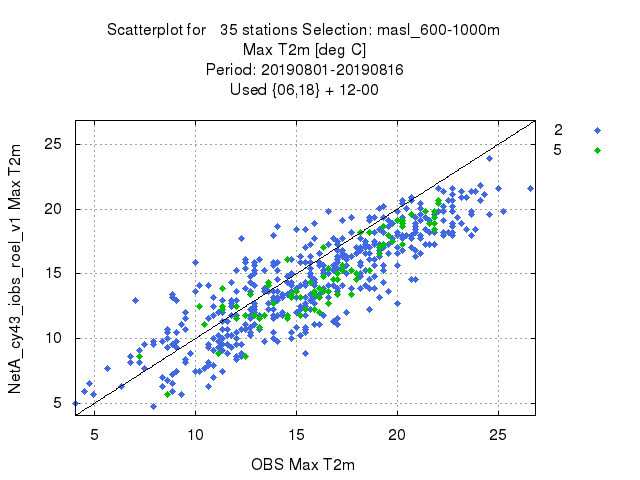 Scatterplot for   35 stations Selection: masl_600-1000m
Max T2m [deg C]
Period: 20190801-20190816
Used {06,18} + 12-00
2
5
NetA_cy43_iobs_roel_v1 Max T2m
25
20
15
10
5
5 10 15 20 25
OBS Max T2m